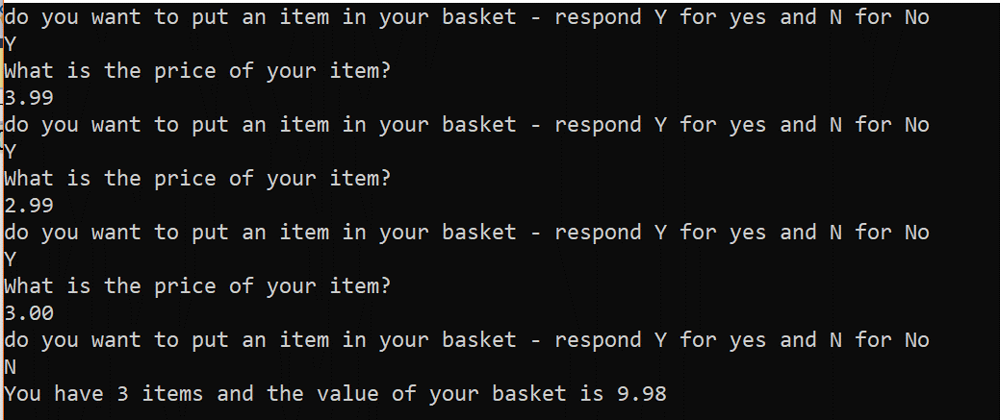 do you want to put an item in your basket - respond Y for yes and N for No
Y
What is the price of your item?
3.99
do you want to put an item in your basket - respond Y for yes and N for No
Y
What is the price of your item?
2.99
do you want to put an item in your basket - respond Y for yes and N for No
Y
What is the price of your item?
3.00
do you want to put an item in your basket - respond Y for yes and N for No
N
You have 3 items and the value of your basket is 9.98